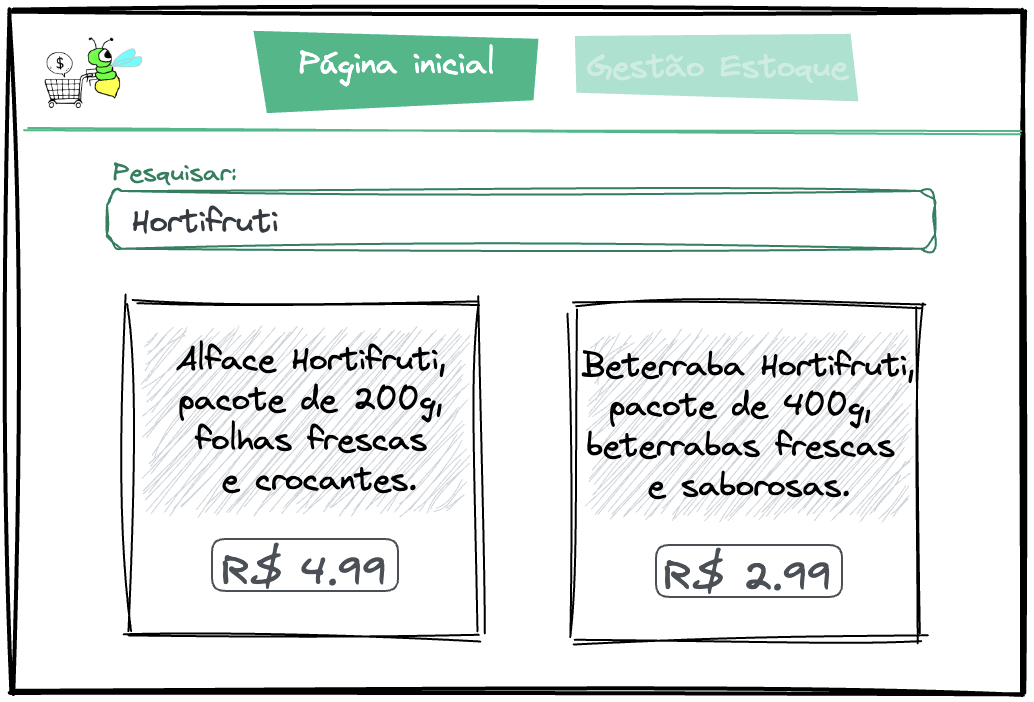 $
Página inicial
Gestão Estoque
Pesquisar:
Hortifruti
Alface Hortifruti,
pacote de 200g,
folhas frescas
e crocantes.
R$ 4.99
Beterraba Hortifruti,
pacote de 400g,
beterrabas frescas
e saborosas.
R$ 2.99